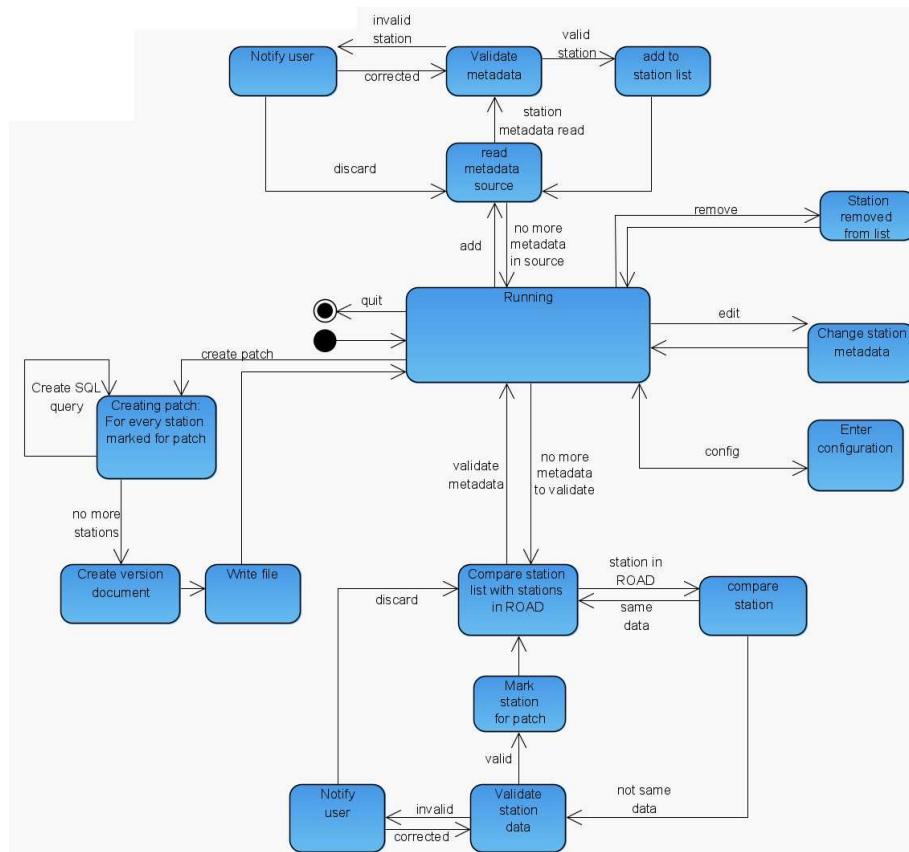 invalid
station
valid
station
Notify user
Validate
metadata
add to
station list
corrected
station
metadata read
discard
read
metadata
source
remove
Station
removed
from list
add
no more
metadata
in source
Running
quit
edit
Change station
metadata
create patch
Create SQL
query
Creating patch:
For every station
marked for patch
Enter
configuration
config
validate
metadata
no more
metadata
to validate
no more
stations
Create version
document
Write file
discard
Compare station
list with stations
in ROAD
station in
ROAD
same
data
compare
station
Mark
station
for patch
valid
Notify
user
invalid
corrected
Validate
station
data
not same
data